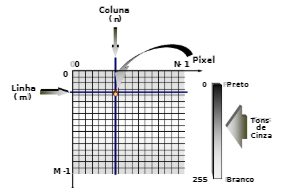 Coluna
(n)
0
N-1
Pixel
0
Linha
(m)
0
Preto
Tons
de
Cinza
M -1
255
Branco